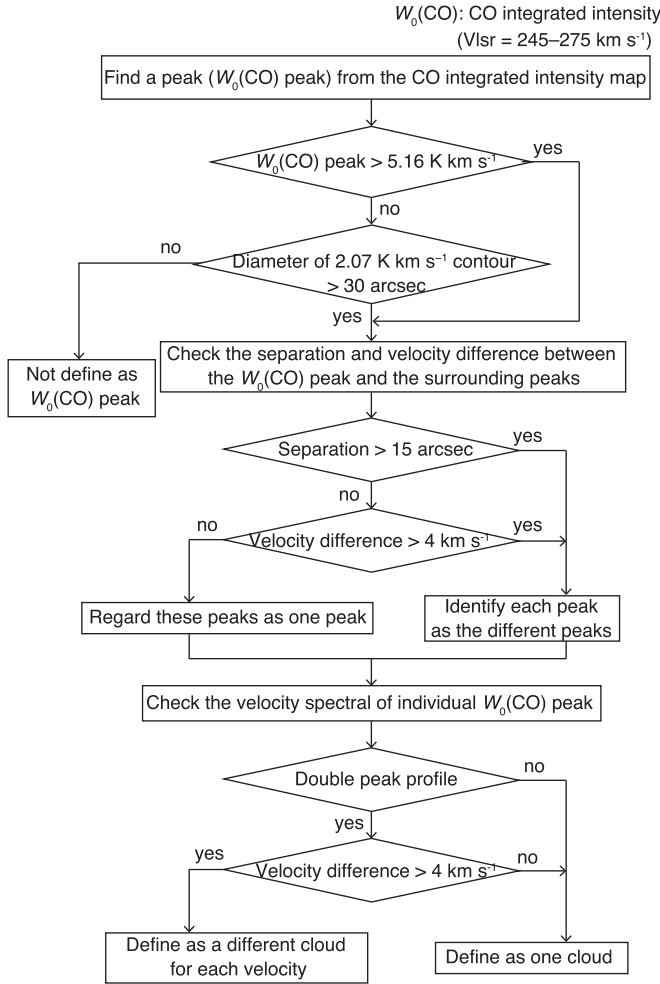 W₀(CO): CO integrated intensity
(Vlsr = 245–275 km s⁻¹)
Find a peak (W₀(CO) peak) from the CO integrated intensity map
W₀(CO) peak > 5.16 K km s⁻¹
yes
no
Diameter of 2.07 K km s⁻¹ contour
> 30 arcsec
no
yes
Not define as
W₀(CO) peak
Check the separation and velocity difference between
the W₀(CO) peak and the surrounding peaks
Separation > 15 arcsec
yes
no
Velocity difference > 4 km s⁻¹
no
yes
Regard these peaks as one peak
Identify each peak
as the different peaks
Check the velocity spectral of individual W₀(CO) peak
Double peak profile
no
yes
Velocity difference > 4 km s⁻¹
yes
no
Define as a different cloud
for each velocity
Define as one cloud